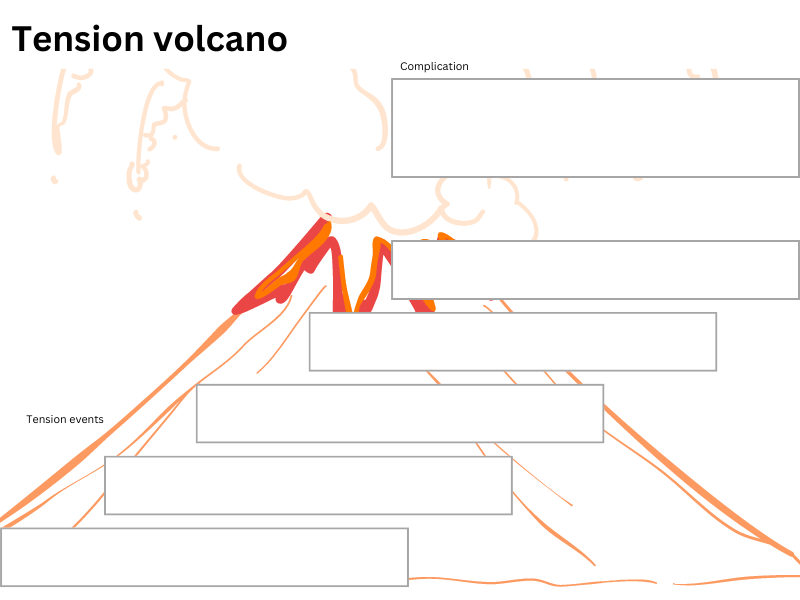 Tension volcano
Complication
Tension events